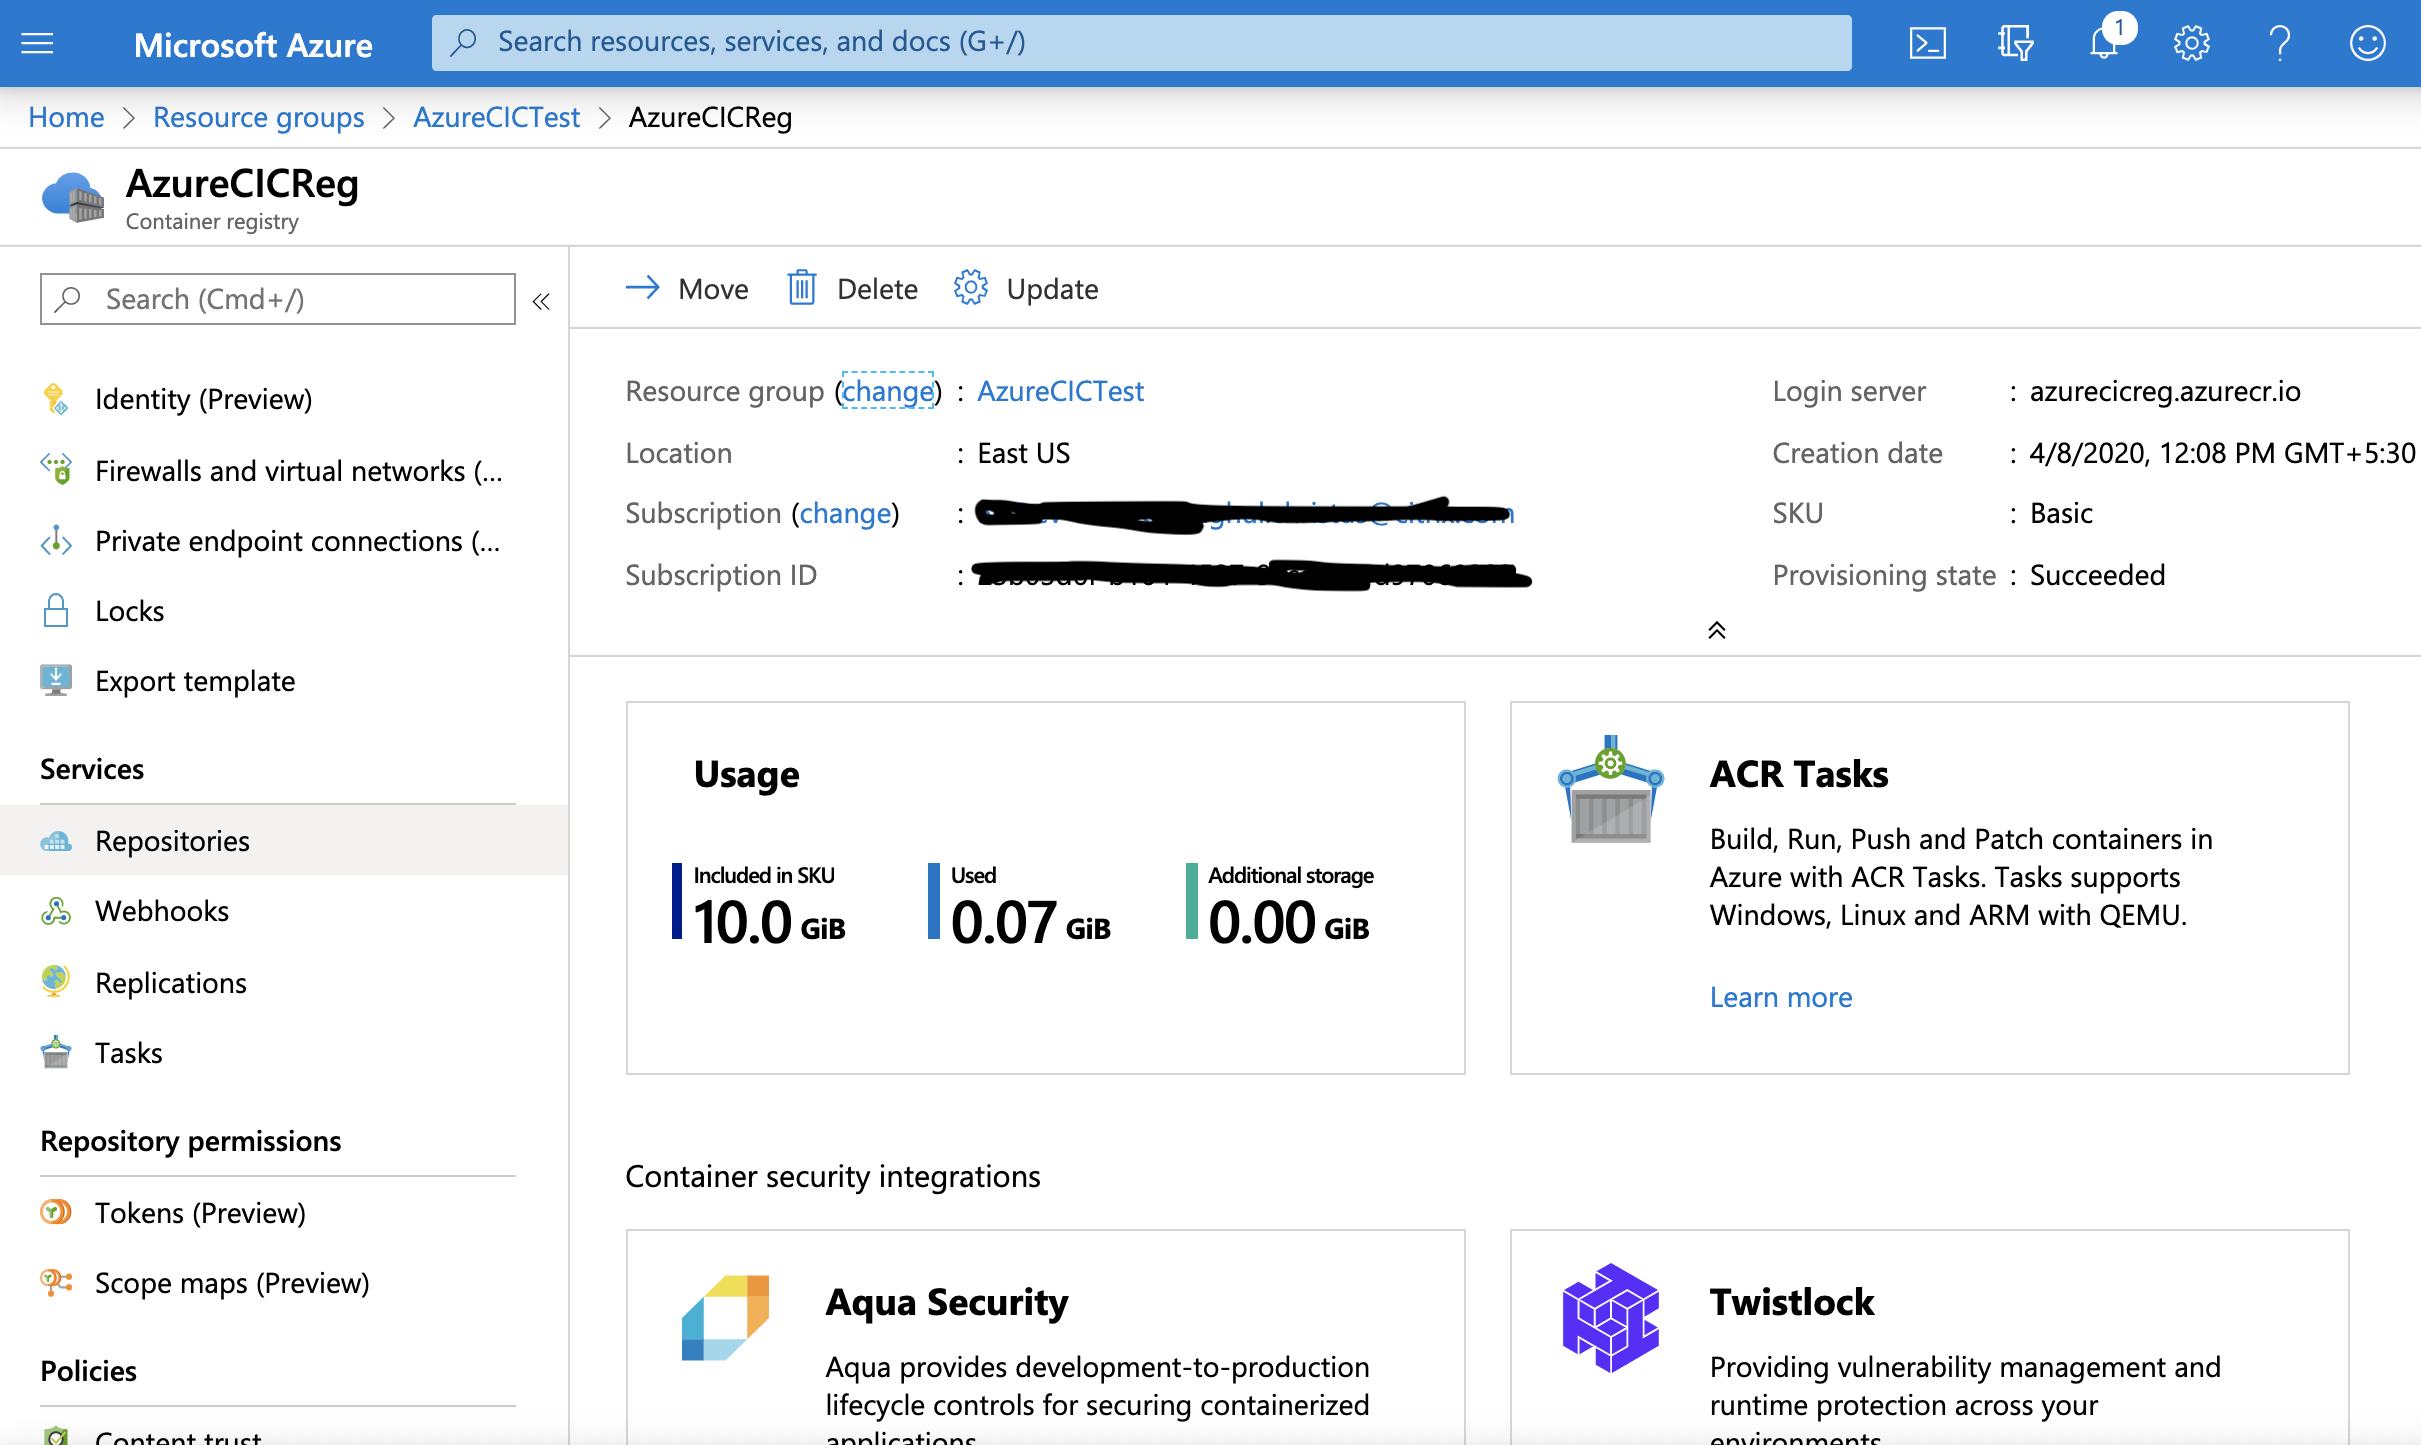 Microsoft Azure
Search resources, services, and docs (G+/)
1
Home > Resource groups > AzureCICTest > AzureCICReg
AzureCICReg
Container registry
Search (Cmd+/)
«
Identity (Preview)
Firewalls and virtual networks (...
Private endpoint connections (...
Locks
Export template
Services
Repositories
Webhooks
Replications
Tasks
Repository permissions
Tokens (Preview)
Scope maps (Preview)
Policies
Content trust
Move Delete Update
Resource group (change) : AzureCICTest
Location : East US
Subscription (change) :
Subscription ID :
Login server : azurecicreg.azurecr.io
Creation date : 4/8/2020, 12:08 PM GMT+5:30
SKU : Basic
Provisioning state : Succeeded
Usage
Included in SKU
10.0 GiB
Used
0.07 GiB
Additional storage
0.00 GiB
ACR Tasks
Build, Run, Push and Patch containers in
Azure with ACR Tasks. Tasks supports
Windows, Linux and ARM with QEMU.
Learn more
Container security integrations
Aqua Security
Aqua provides development-to-production
lifecycle controls for securing containerized
applications.
Twistlock
Providing vulnerability management and
runtime protection across your
environments.